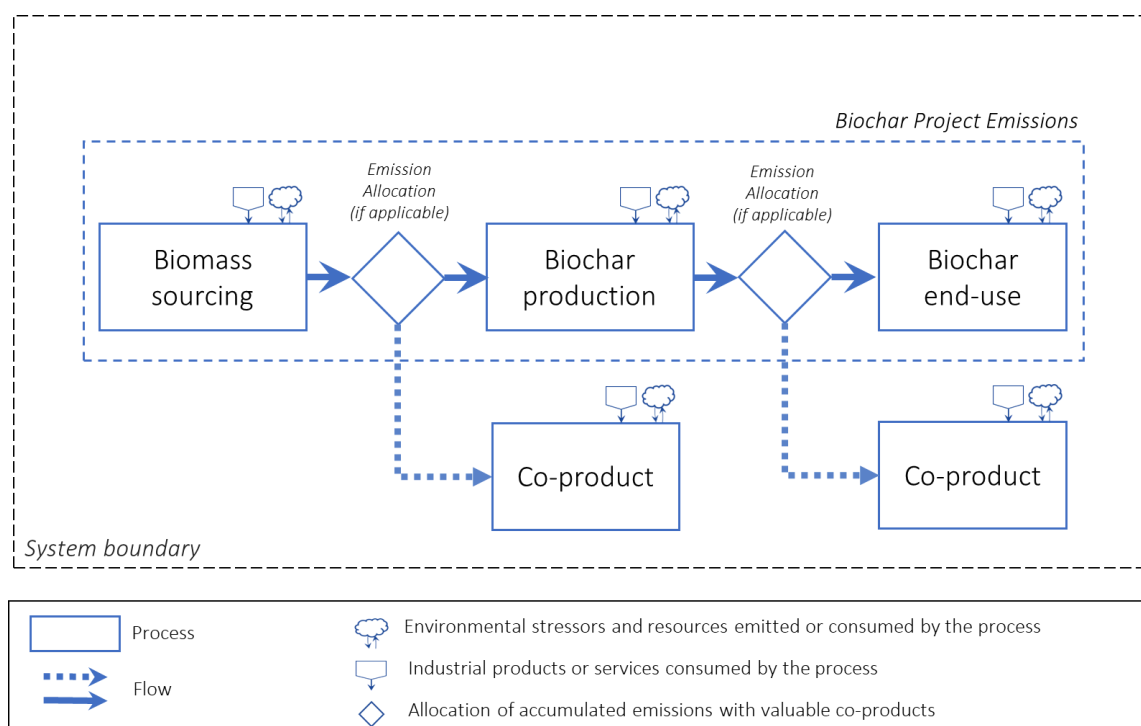 Biochar Project Emissions
Emission
Allocation
(if applicable)
Emission
Allocation
(if applicable)
Biomass
sourcing
Biochar
production
Biochar
end-use
Co-product
Co-product
System boundary
Process
Flow
Environmental stressors and resources emitted or consumed by the process
Industrial products or services consumed by the process
Allocation of accumulated emissions with valuable co-products